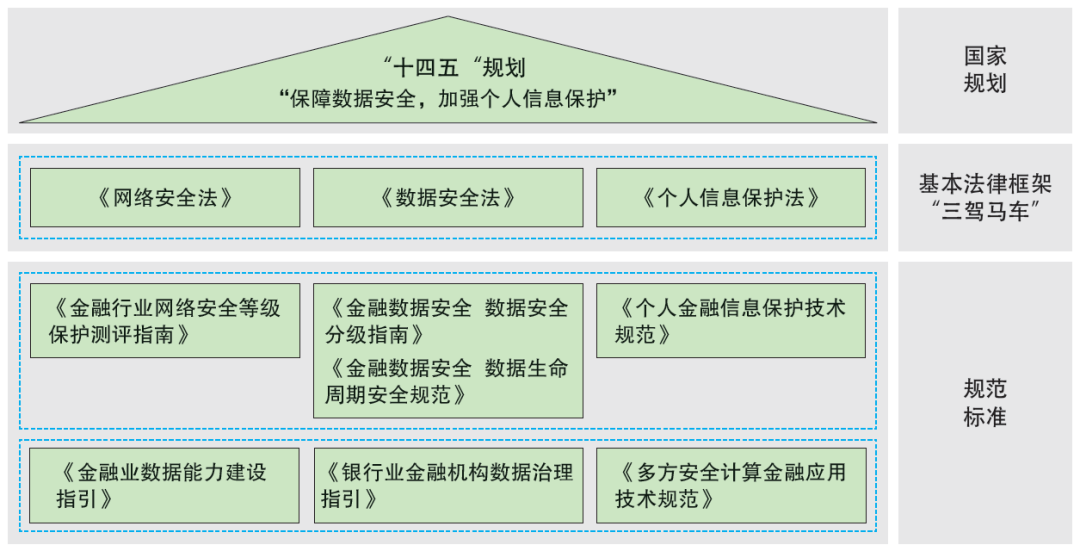 “十四五“规划
“保障数据安全，加强个人信息保护”
国家
规划
《网络安全法》
《数据安全法》
《个人信息保护法》
基本法律框架
“三驾马车”
《金融行业网络安全等级
保护测评指南》
《金融数据安全 数据安全
分级指南》
《金融数据安全 数据生命
周期安全规范》
《个人金融信息保护技术
规范》
规范
标准
《金融业数据能力建设
指引》
《银行业金融机构数据治理
指引》
《多方安全计算金融应用
技术规范》